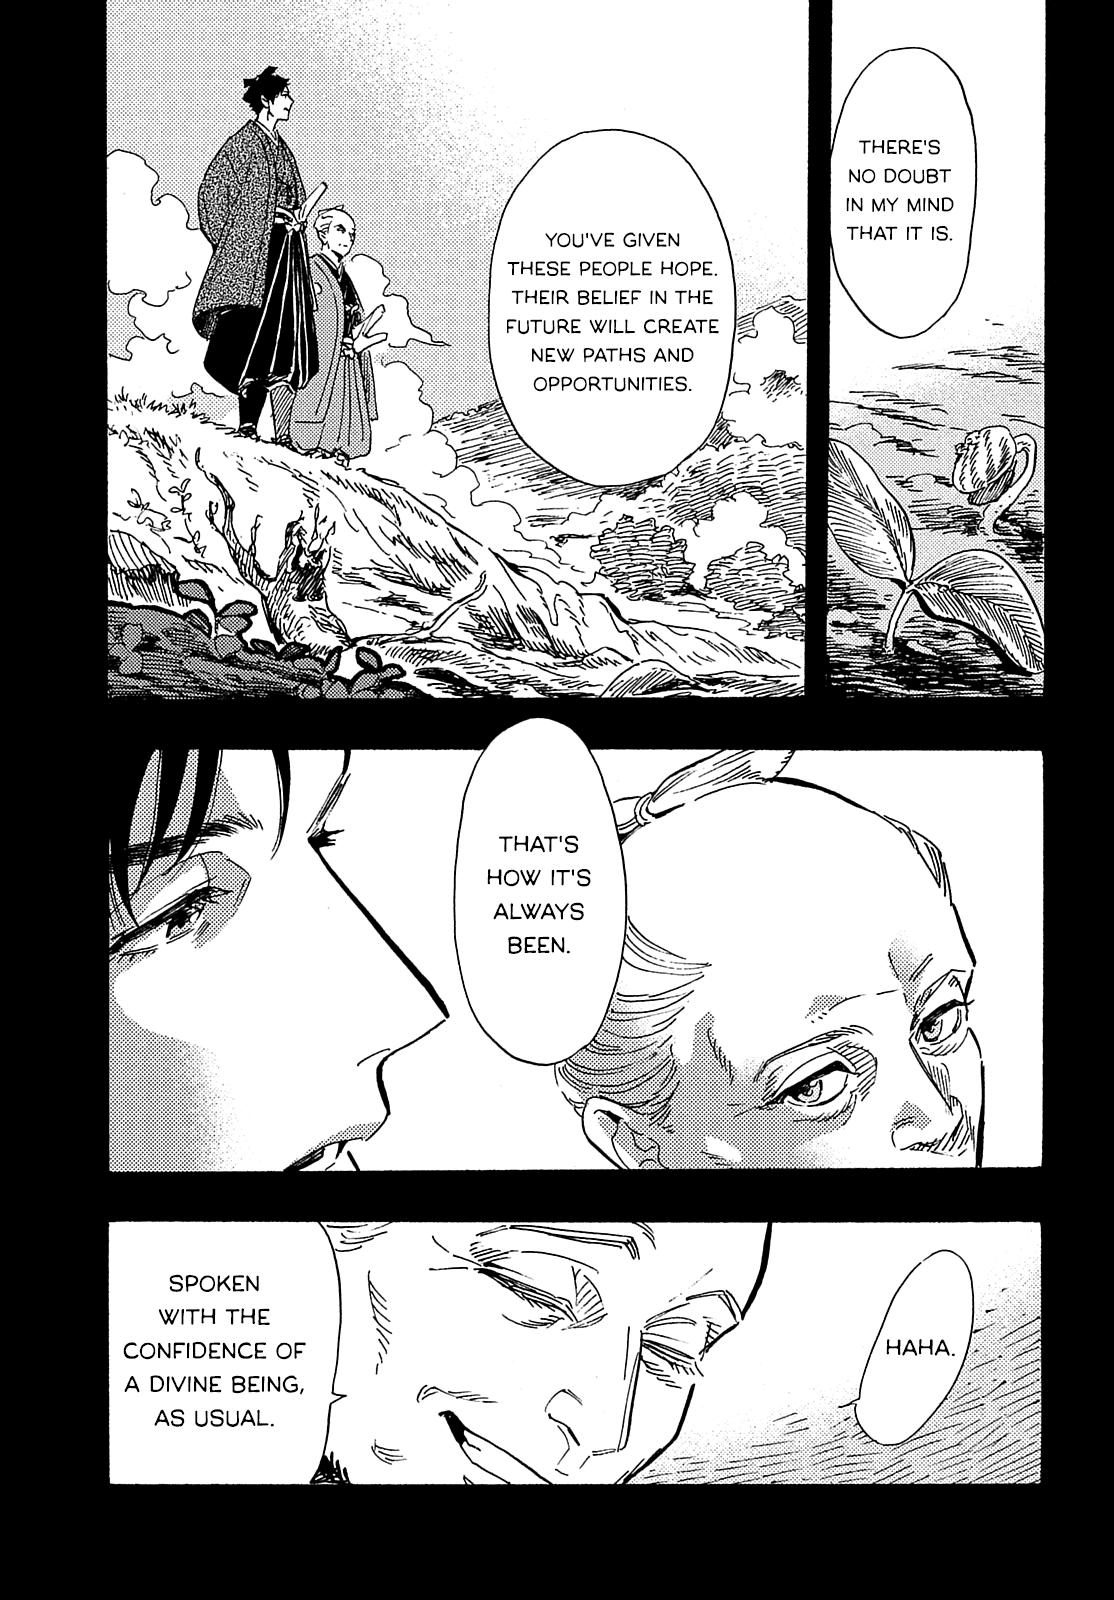 THERE'S
NO DOUBT
IN MY MIND
THAT IT IS.
YOU'VE GIVEN
THESE PEOPLE HOPE.
THEIR BELIEF IN THE
FUTURE WILL CREATE
NEW PATHS AND
OPPORTUNITIES.
THAT'S
HOW IT'S
ALWAYS
BEEN.
HAHA.
SPOKEN
WITH THE
CONFIDENCE OF
A DIVINE BEING,
AS USUAL.